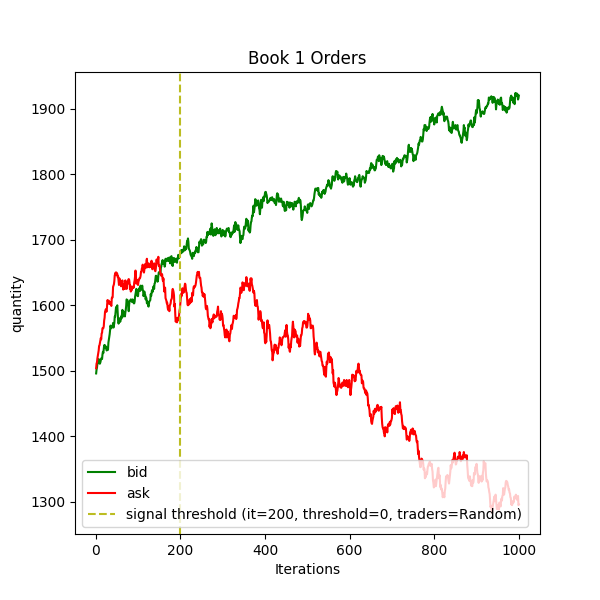 Book 1 Orders
quantity
1900
1800
1700
1600
1500
1400
1300
bid
ask
signal threshold (it=200, threshold=0, traders=Random)
0 200 400 600 800 1000
Iterations